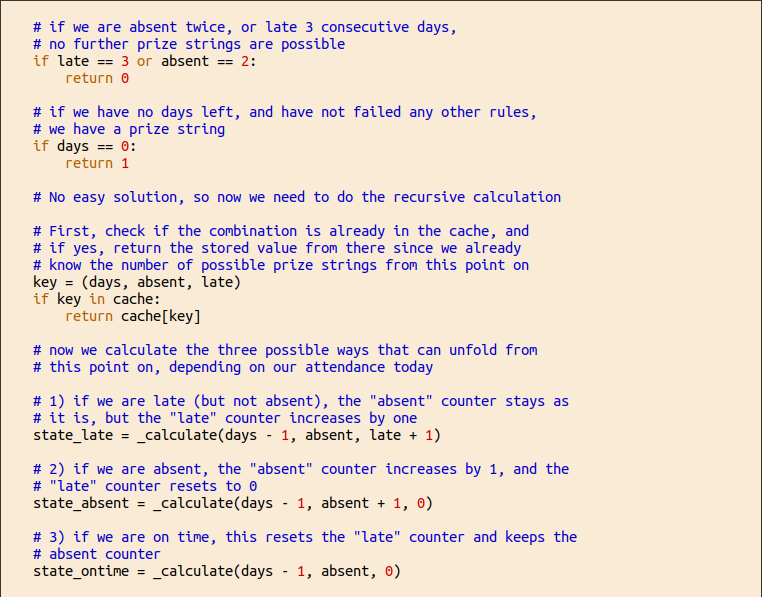 # if we are absent twice, or late 3 consecutive days,
# no further prize strings are possible
if late == 3 or absent == 2:
    return 0
# if we have no days left, and have not failed any other rules,
# we have a prize string
if days == 0:
    return 1
# No easy solution, so now we need to do the recursive calculation
# First, check if the combination is already in the cache, and
# if yes, return the stored value from there since we already
# know the number of possible prize strings from this point on
key = (days, absent, late)
if key in cache:
    return cache[key]
# now we calculate the three possible ways that can unfold from
# this point on, depending on our attendance today
# 1) if we are late (but not absent), the "absent" counter stays as
# it is, but the "late" counter increases by one
state_late = _calculate(days - 1, absent, late + 1)
# 2) if we are absent, the "absent" counter increases by 1, and the
# "late" counter resets to 0
state_absent = _calculate(days - 1, absent + 1, 0)
# 3) if we are on time, this resets the "late" counter and keeps the
# absent counter
state_ontime = _calculate(days - 1, absent, 0)